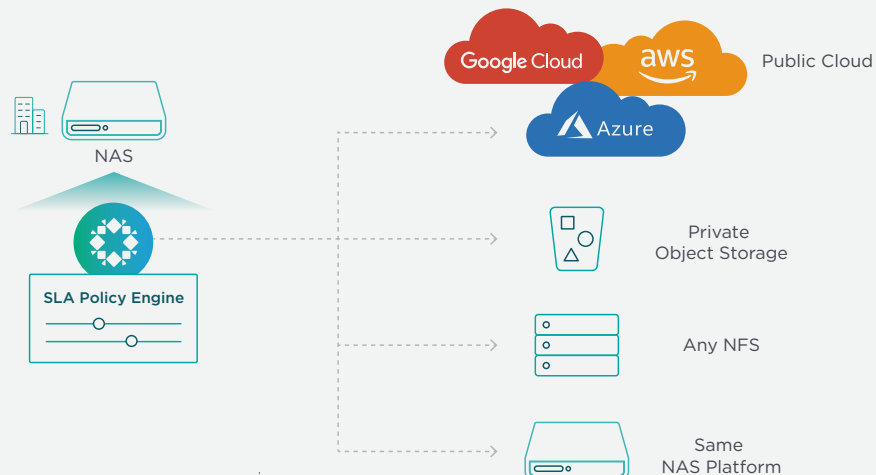 Google Cloud
aws
Public Cloud
Azure
NAS
SLA Policy Engine
Private
Object Storage
Any NFS
Same
NAS Platform